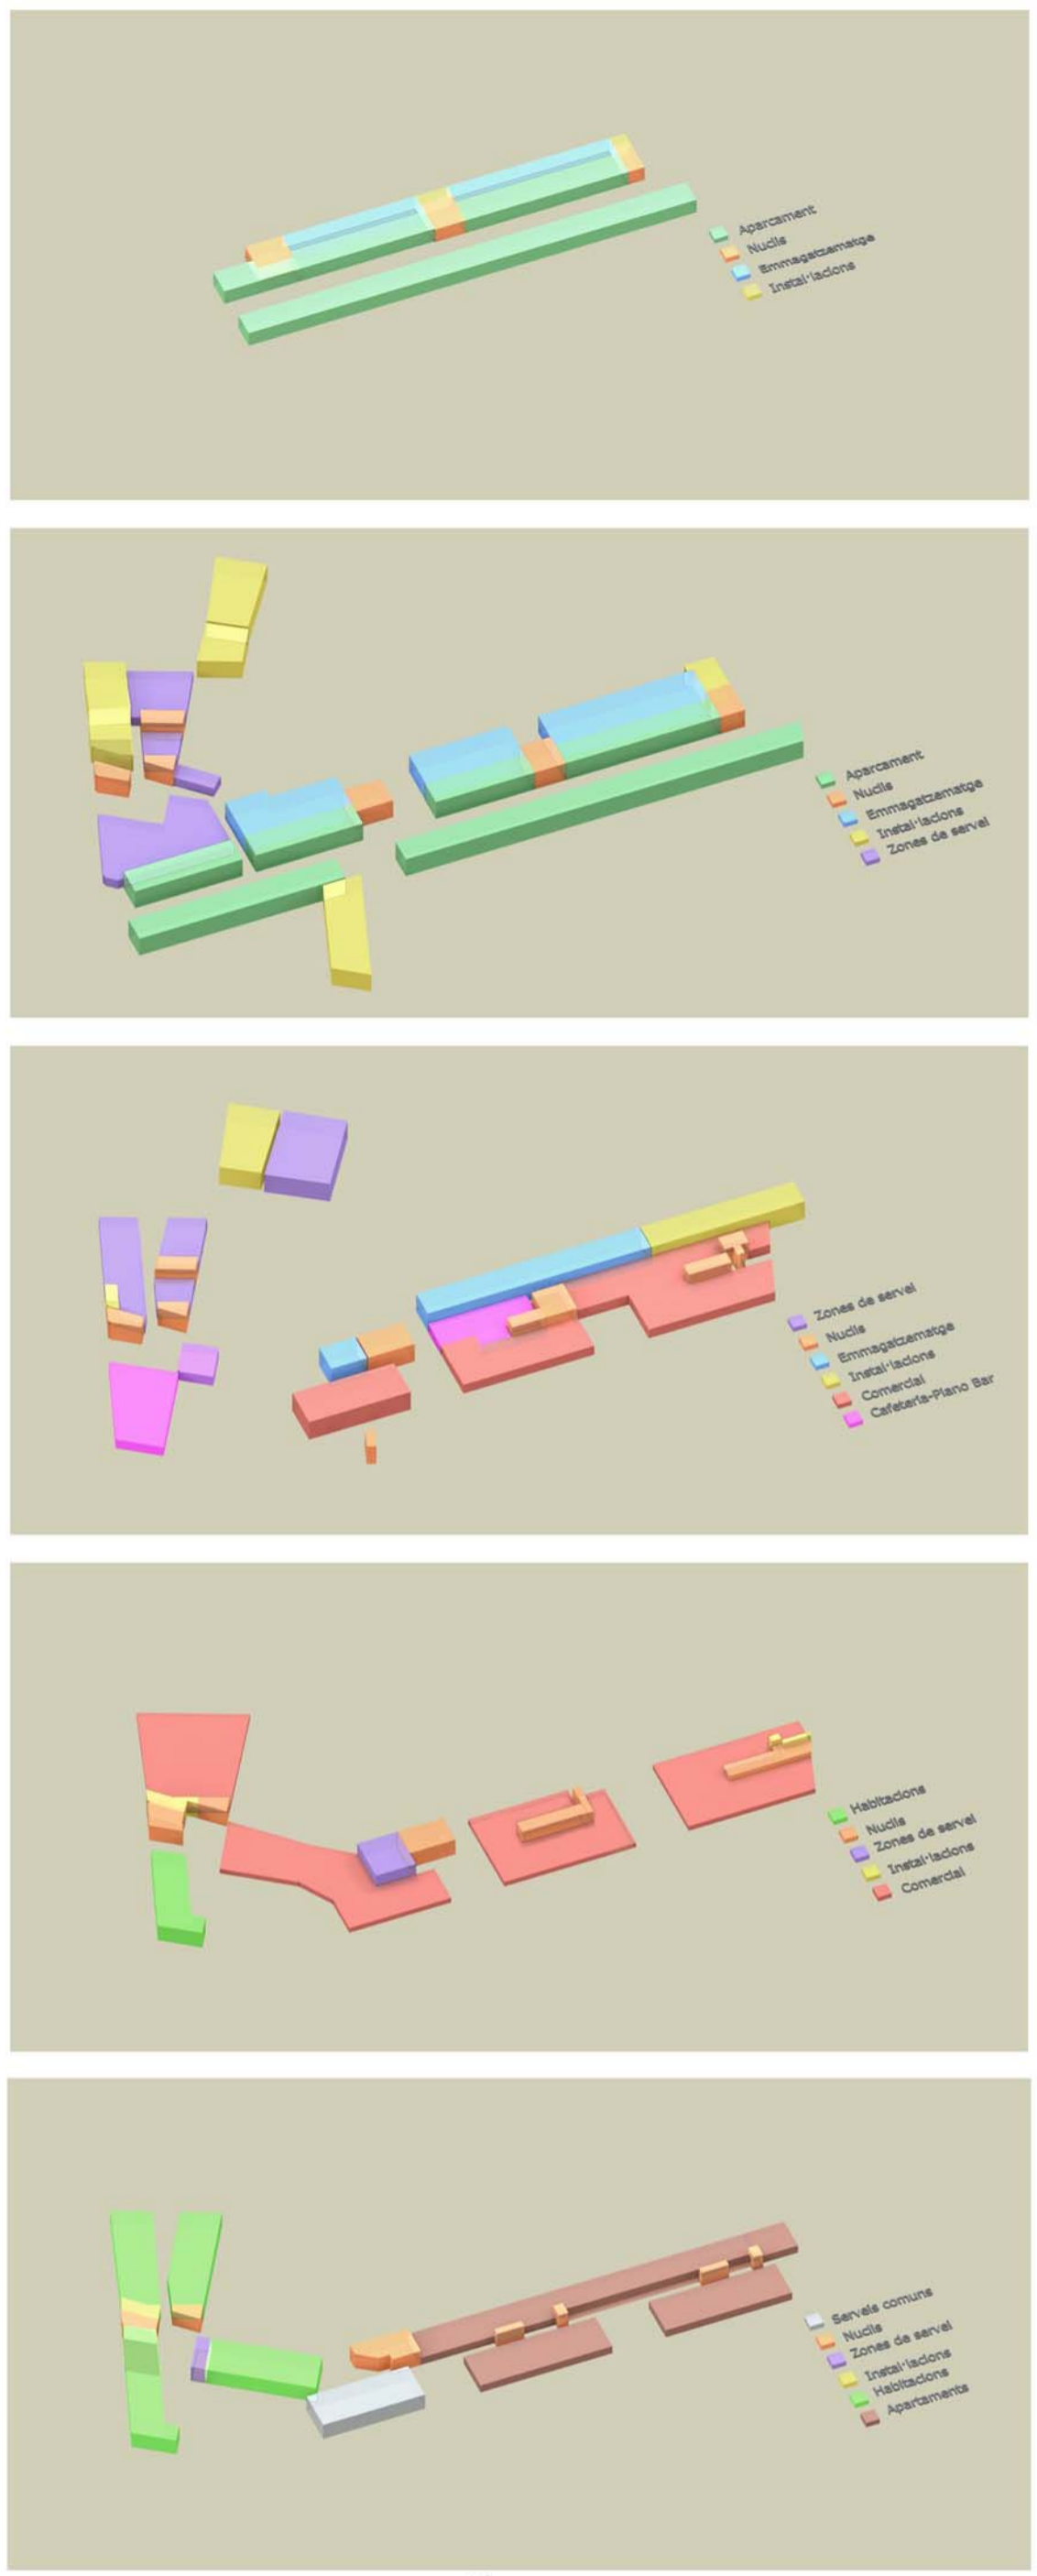 Aparcament
Nuclis
Emmagatzematge
Instal·lacions
Aparcament
Nuclis
Emmagatzematge
Instal·lacions
Zones de servei
Zones de servei
Nuclis
Emmagatzematge
Instal·lacions
Comercial
Cafeteria-Piano Bar
Habitacions
Nuclis
Zones de servei
Instal·lacions
Comercial
Serveis comuns
Nuclis
Zones de servei
Instal·lacions
Habitacions
Apartaments